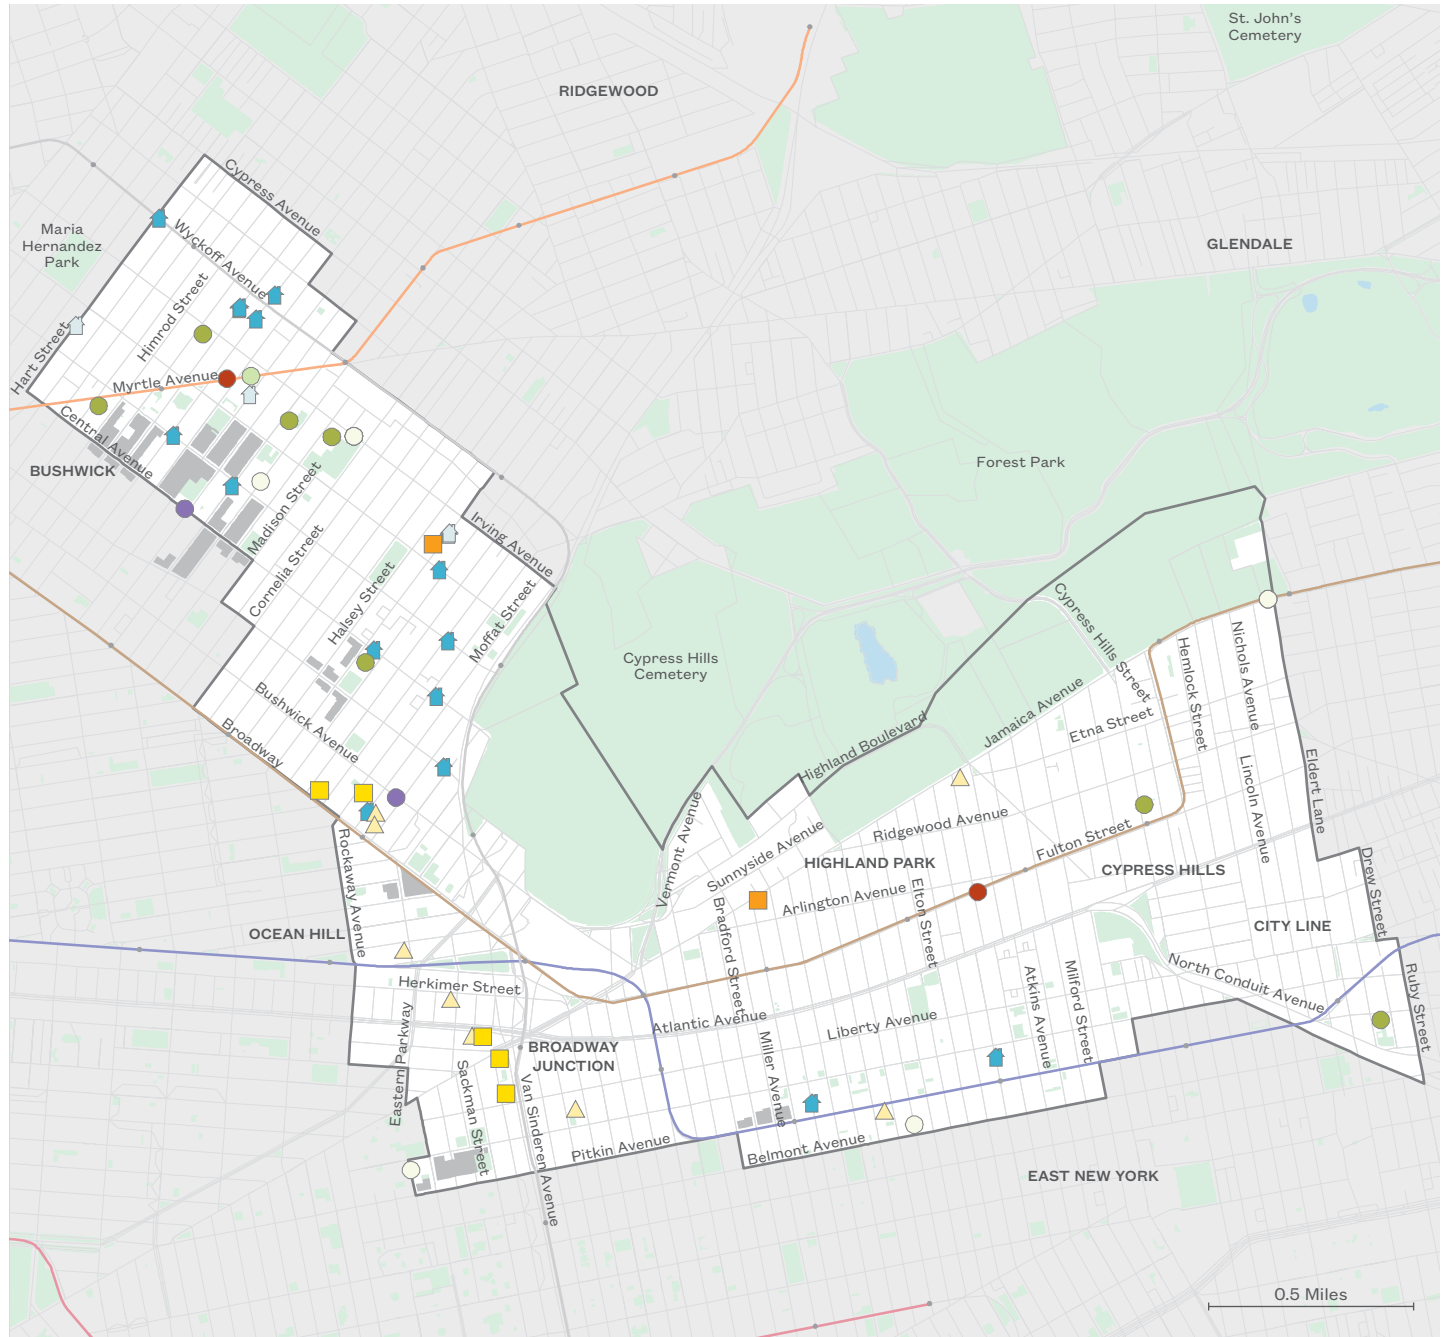 St. John's
Cemetery
RIDGEWOOD
Cypress Avenue
Maria
Hernandez
Park
Wyckoff Avenue
GLENDALE
Himrod Street
Hart Street
Myrtle Avenue
Central Avenue
BUSHWICK
Forest Park
Madison Street
Irving Avenue
Cornelia Street
Halsey Street
Moffat Street
Cypress Hills Street
Nichols Avenue
Hemlock Street
Cypress Hills
Cemetery
Bushwick Avenue
Broadway
Jamaica Avenue
Etna Street
Highland Boulevard
Eldert Lane
Lincoln Avenue
Vermont Avenue
Sunnyside Avenue
Ridgewood Avenue
Fulton Street
Rockaway Avenue
HIGHLAND PARK
CYPRESS HILLS
Drew Street
Arlington Avenue
Elton Street
Bradford Street
OCEAN HILL
CITY LINE
Herkimer Street
North Conduit Avenue
Atkins Avenue
Milford Street
Ruby Street
Atlantic Avenue
Liberty Avenue
Eastern Parkway
BROADWAY
JUNCTION
Miller Avenue
Sackman Street
Van Sinderen Avenue
Pitkin Avenue
Belmont Avenue
EAST NEW YORK
0.5 Miles